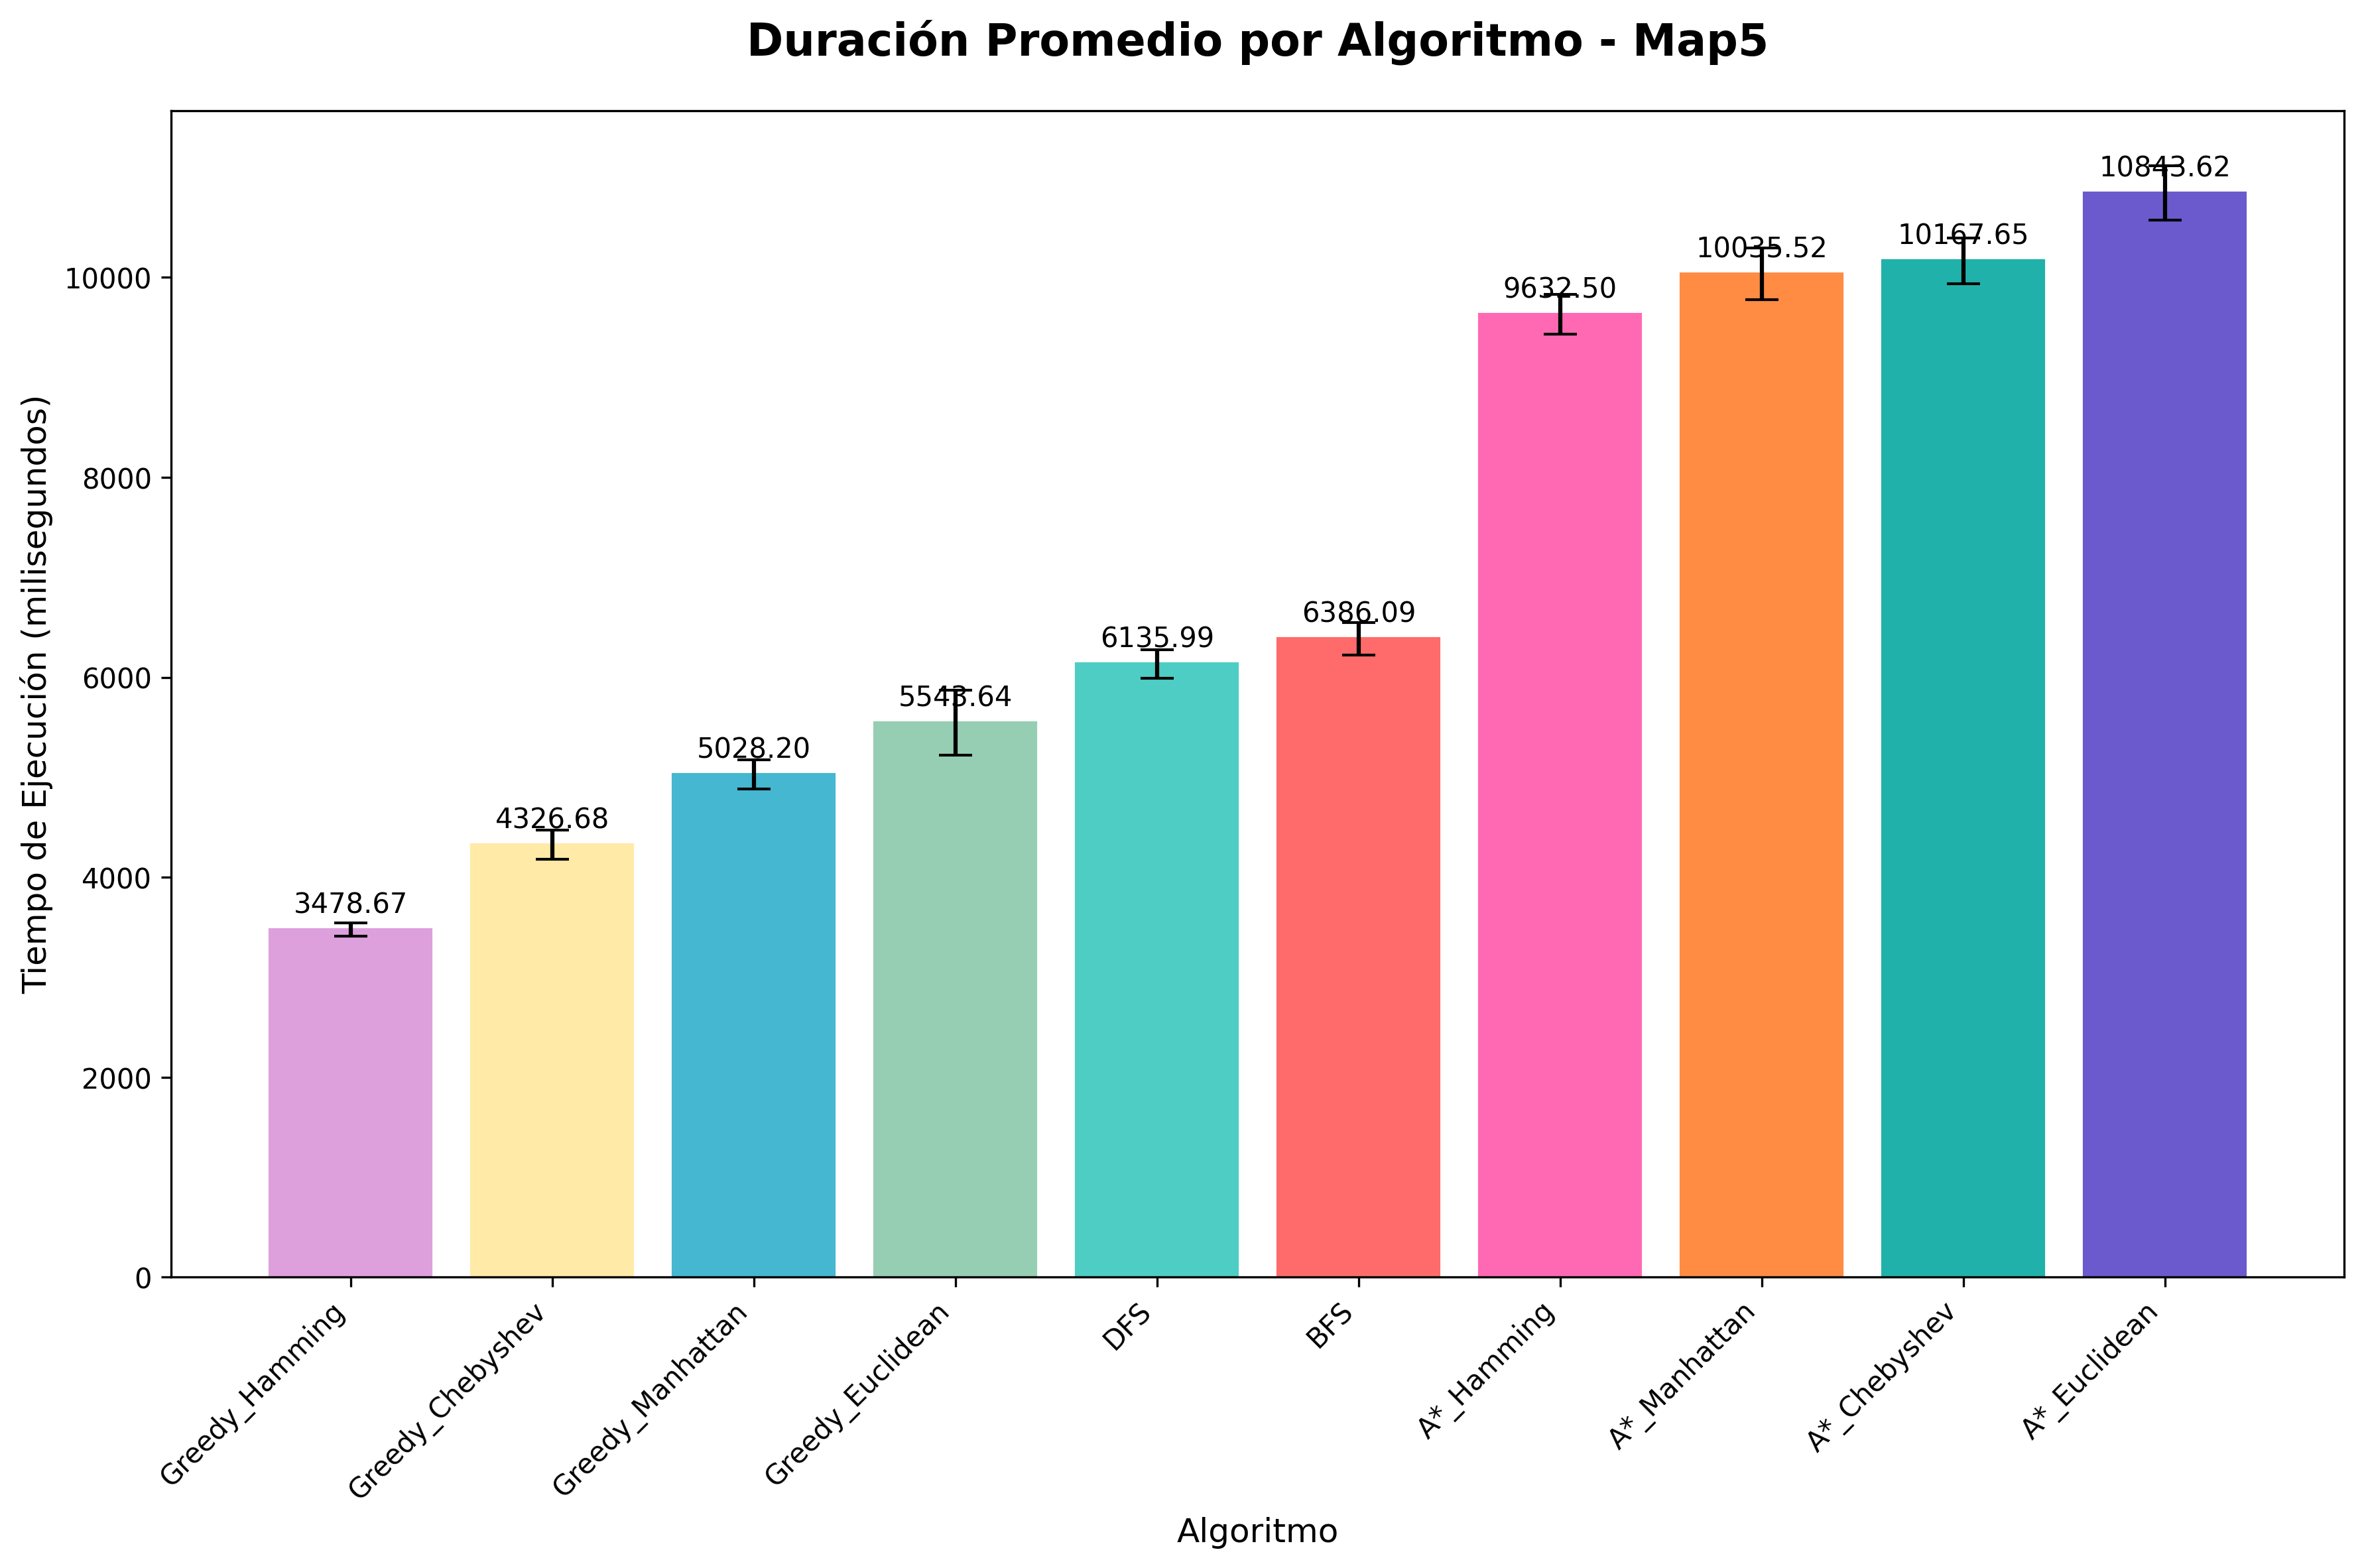 Duración Promedio por Algoritmo - Map5
Tiempo de Ejecución (milisegundos)
10000
8000
6000
4000
2000
0
3478.67
4326.68
5028.20
5543.64
6135.99
6386.09
9632.50
10035.52
10167.65
10843.62
Greedy_Hamming
Greedy_Chebyshev
Greedy_Manhattan
Greedy_Euclidean
DFS
BFS
A*_Hamming
A*_Manhattan
A*_Chebyshev
A*_Euclidean
Algoritmo